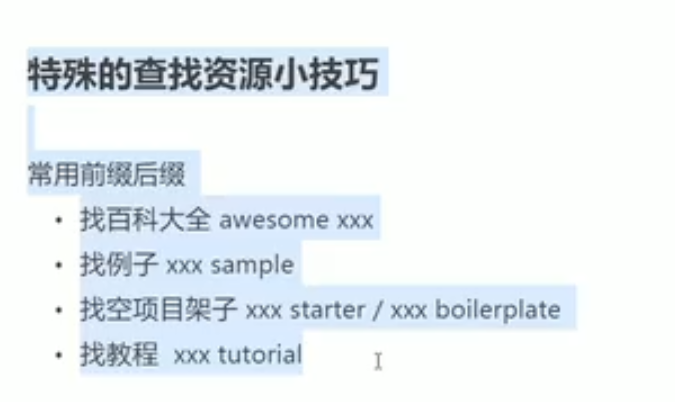 特殊的查找资源小技巧
常用前缀后缀
• 找百科大全 awesome xxx
• 找例子 xxx sample
• 找空项目架子 xxx starter / xxx boilerplate
• 找教程  xxx tutorial